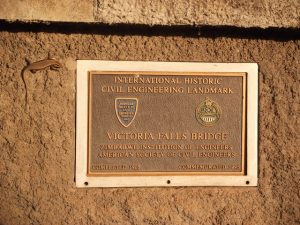 INTERNATIONAL HISTORIC
CIVIL ENGINEERING LANDMARK
VICTORIA FALLS BRIDGE
ZIMBABWE INSTITUTION OF ENGINEERS
AMERICAN SOCIETY OF CIVIL ENGINEERS